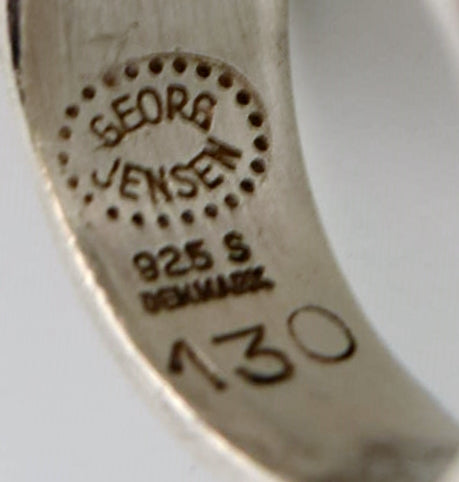 GEORG
JENSEN
925 S
DENMARK
130